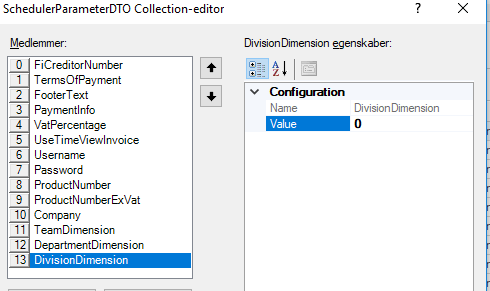 SchedulerParameterDTO Collection-editor
?
Medlemmer:
0 FiCreditorNumber
1 TermsOfPayment
2 FooterText
3 PaymentInfo
4 VatPercentage
5 UseTimeViewInvoice
6 Username
7 Password
8 ProductNumber
9 ProductNumberExVat
10 Company
11 TeamDimension
12 DepartmentDimension
13 DivisionDimension
DivisionDimension egenskaber:
A
Z
Configuration
Name DivisionDimension
Value 0